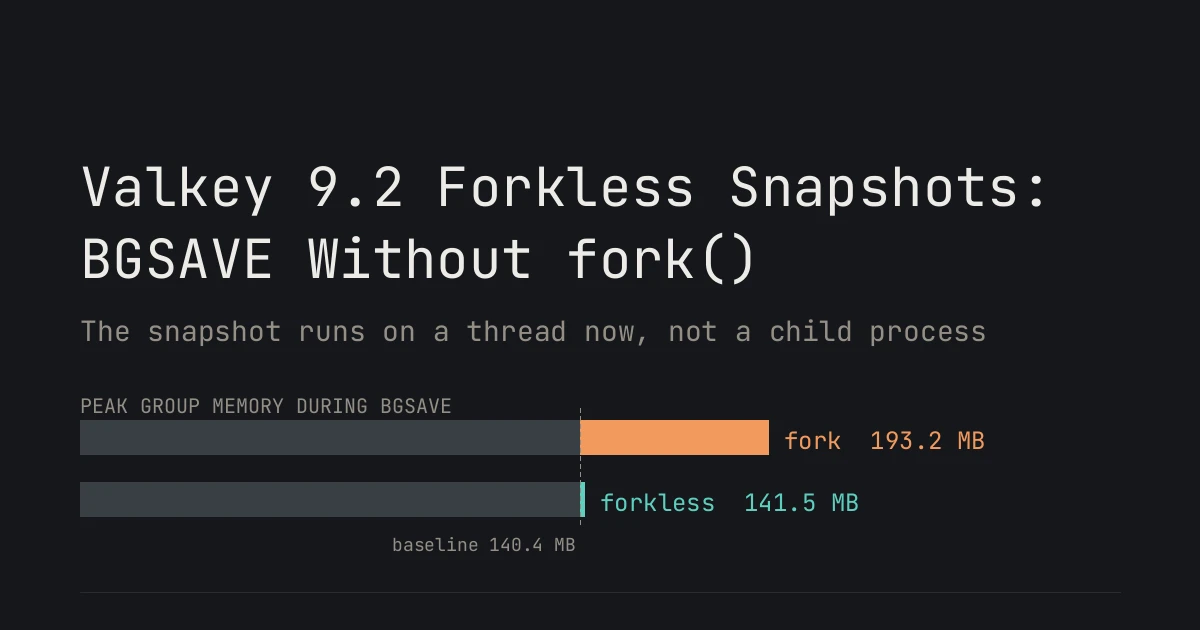 Valkey 9.2 Forkless Snapshots:
BGSAVE Without fork()
The snapshot runs on a thread now, not a child process
PEAK GROUP MEMORY DURING BGSAVE
fork 193.2 MB
forkless 141.5 MB
baseline 140.4 MB